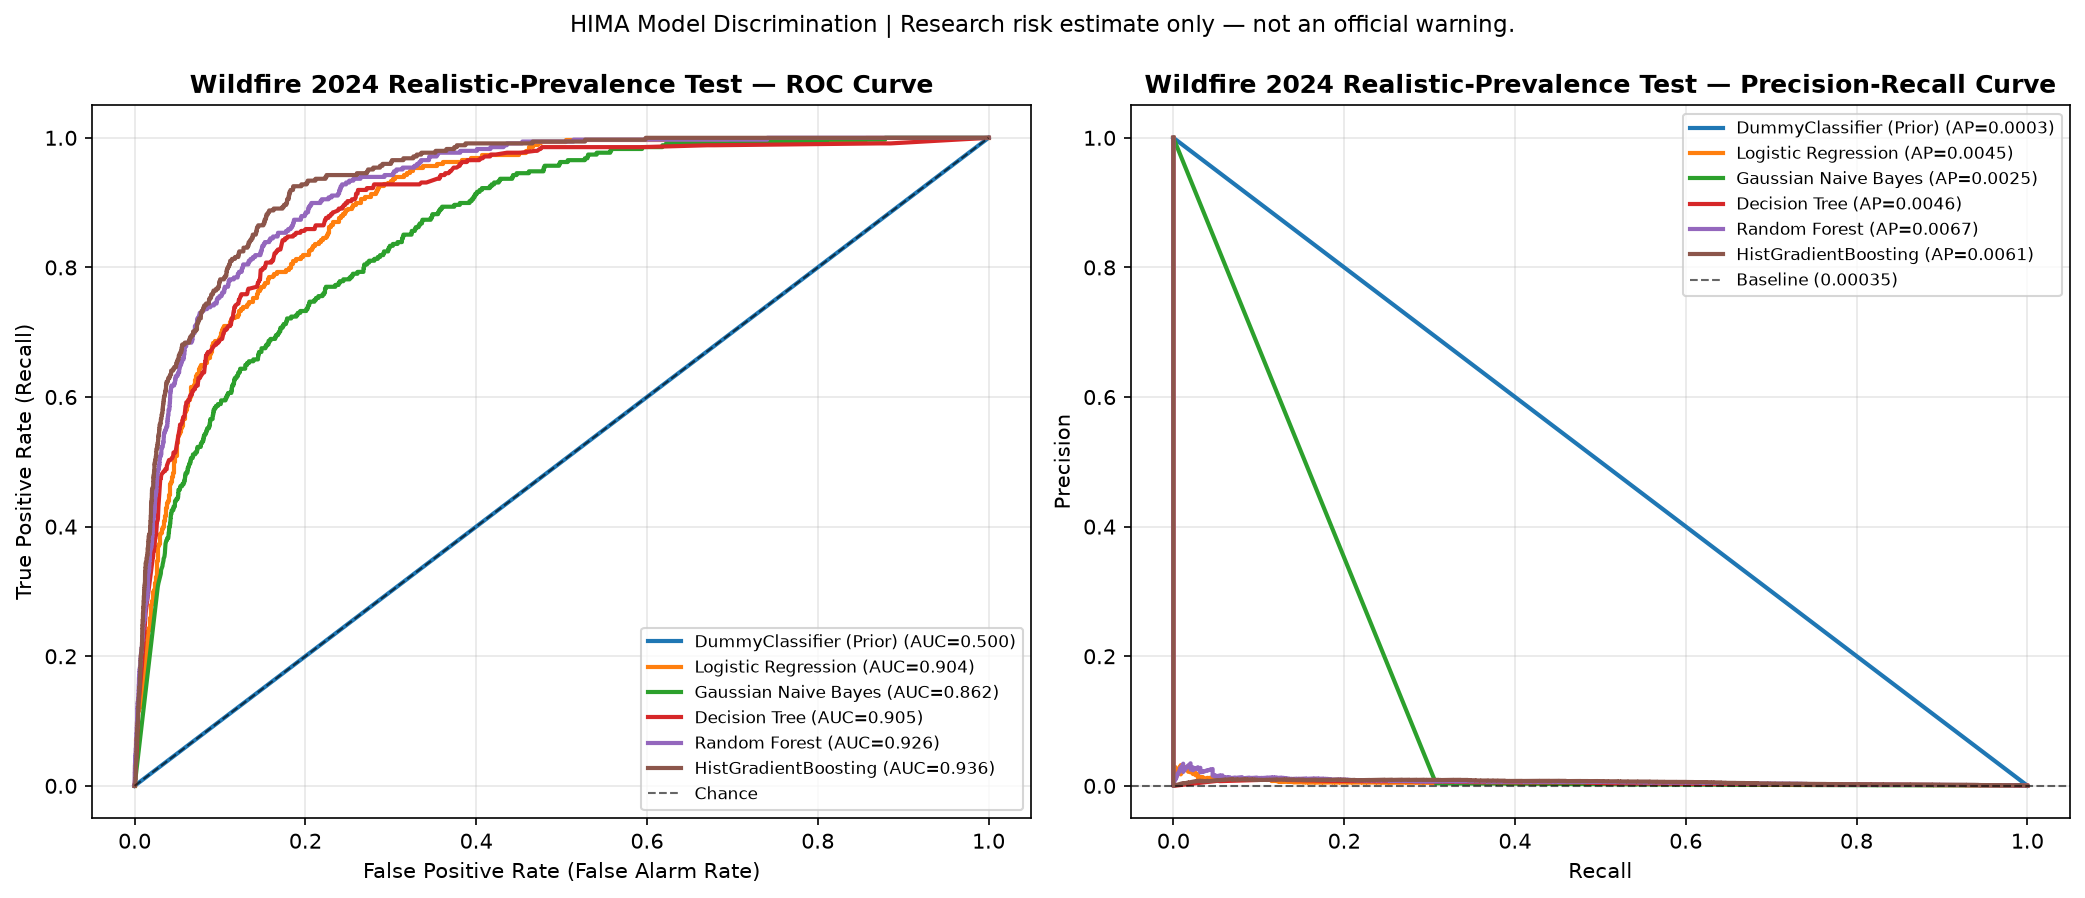 HIMA Model Discrimination | Research risk estimate only — not an official warning.
Wildfire 2024 Realistic-Prevalence Test — ROC Curve
True Positive Rate (Recall)
1.0
0.8
0.6
0.4
0.2
0.0
DummyClassifier (Prior) (AUC=0.500)
Logistic Regression (AUC=0.904)
Gaussian Naive Bayes (AUC=0.862)
Decision Tree (AUC=0.905)
Random Forest (AUC=0.926)
HistGradientBoosting (AUC=0.936)
Chance
0.0 0.2 0.4 0.6 0.8 1.0
False Positive Rate (False Alarm Rate)
Wildfire 2024 Realistic-Prevalence Test — Precision-Recall Curve
Precision
1.0
0.8
0.6
0.4
0.2
0.0
DummyClassifier (Prior) (AP=0.0003)
Logistic Regression (AP=0.0045)
Gaussian Naive Bayes (AP=0.0025)
Decision Tree (AP=0.0046)
Random Forest (AP=0.0067)
HistGradientBoosting (AP=0.0061)
Baseline (0.00035)
0.0 0.2 0.4 0.6 0.8 1.0
Recall